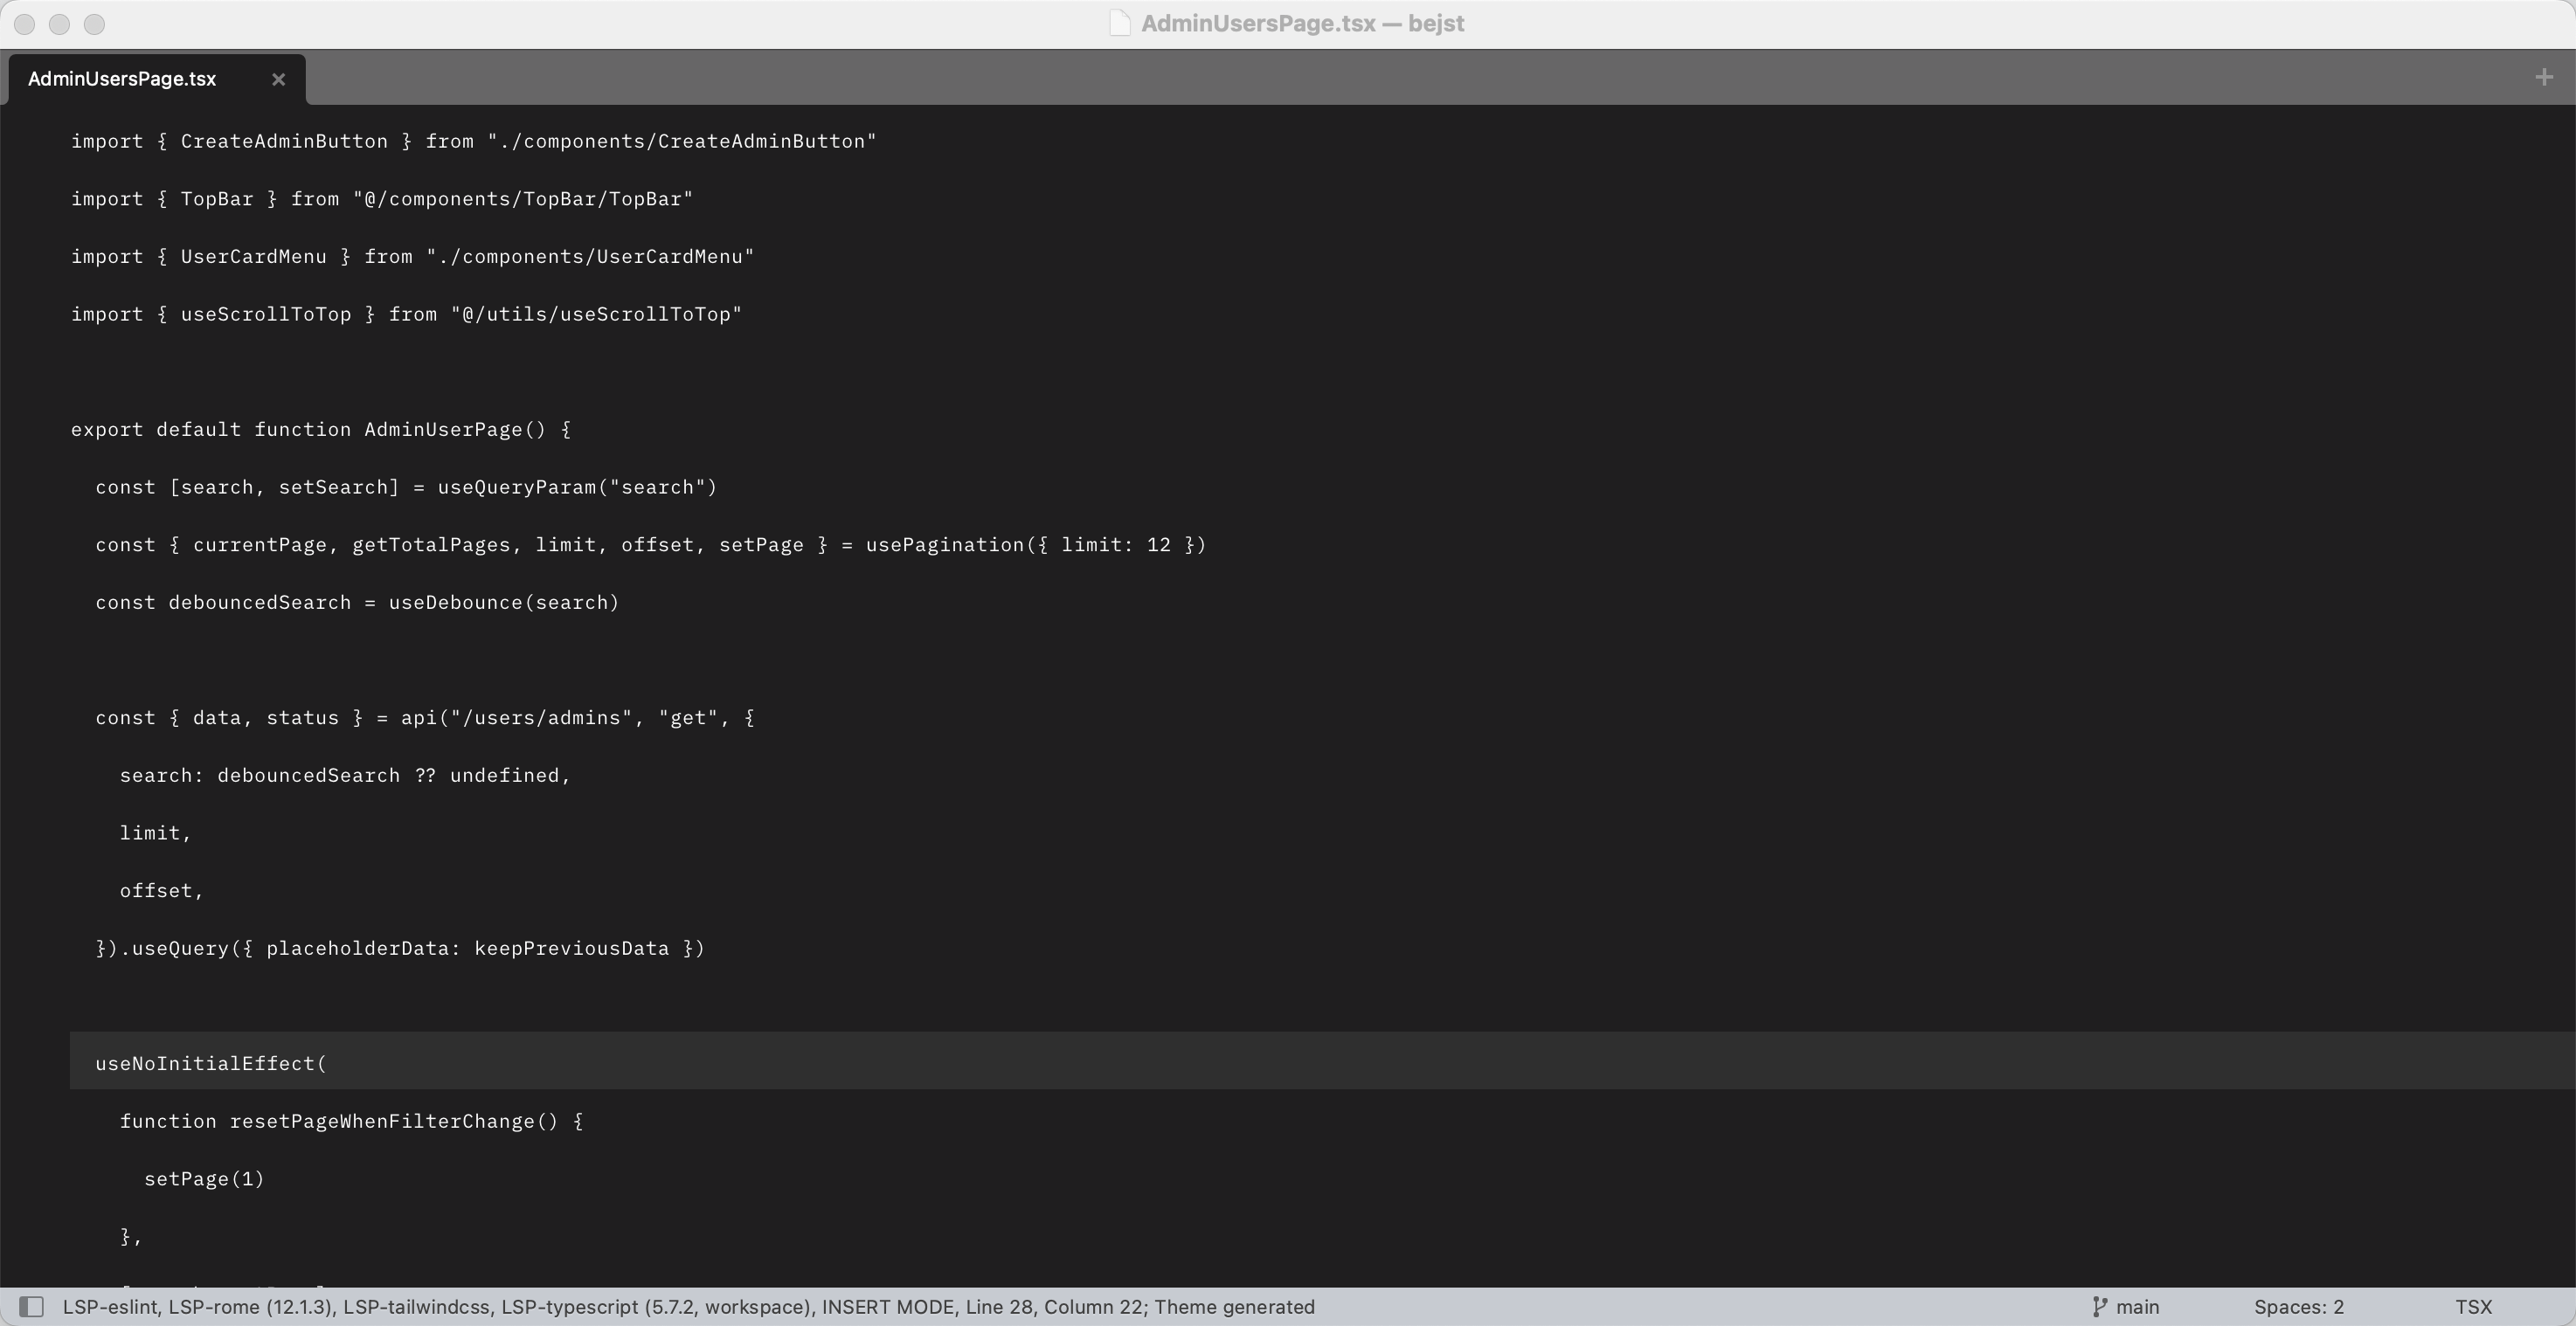 AdminUsersPage.tsx — bejst
AdminUsersPage.tsx
import { CreateAdminButton } from "./components/CreateAdminButton"
import { TopBar } from "@/components/TopBar/TopBar"
import { UserCardMenu } from "./components/UserCardMenu"
import { useScrollToTop } from "@/utils/useScrollToTop"
export default function AdminUserPage() {
const [search, setSearch] = useQueryParam("search")
const { currentPage, getTotalPages, limit, offset, setPage } = usePagination({ limit: 12 })
const debouncedSearch = useDebounce(search)
const { data, status } = api("/users/admins", "get", {
search: debouncedSearch ?? undefined,
limit,
offset,
}).useQuery({ placeholderData: keepPreviousData })
useNoInitialEffect(
function resetPageWhenFilterChange() {
setPage(1)
},
LSP-eslint, LSP-rome (12.1.3), LSP-tailwindcss, LSP-typescript (5.7.2, workspace), INSERT MODE, Line 28, Column 22; Theme generated
main
Spaces: 2
TSX